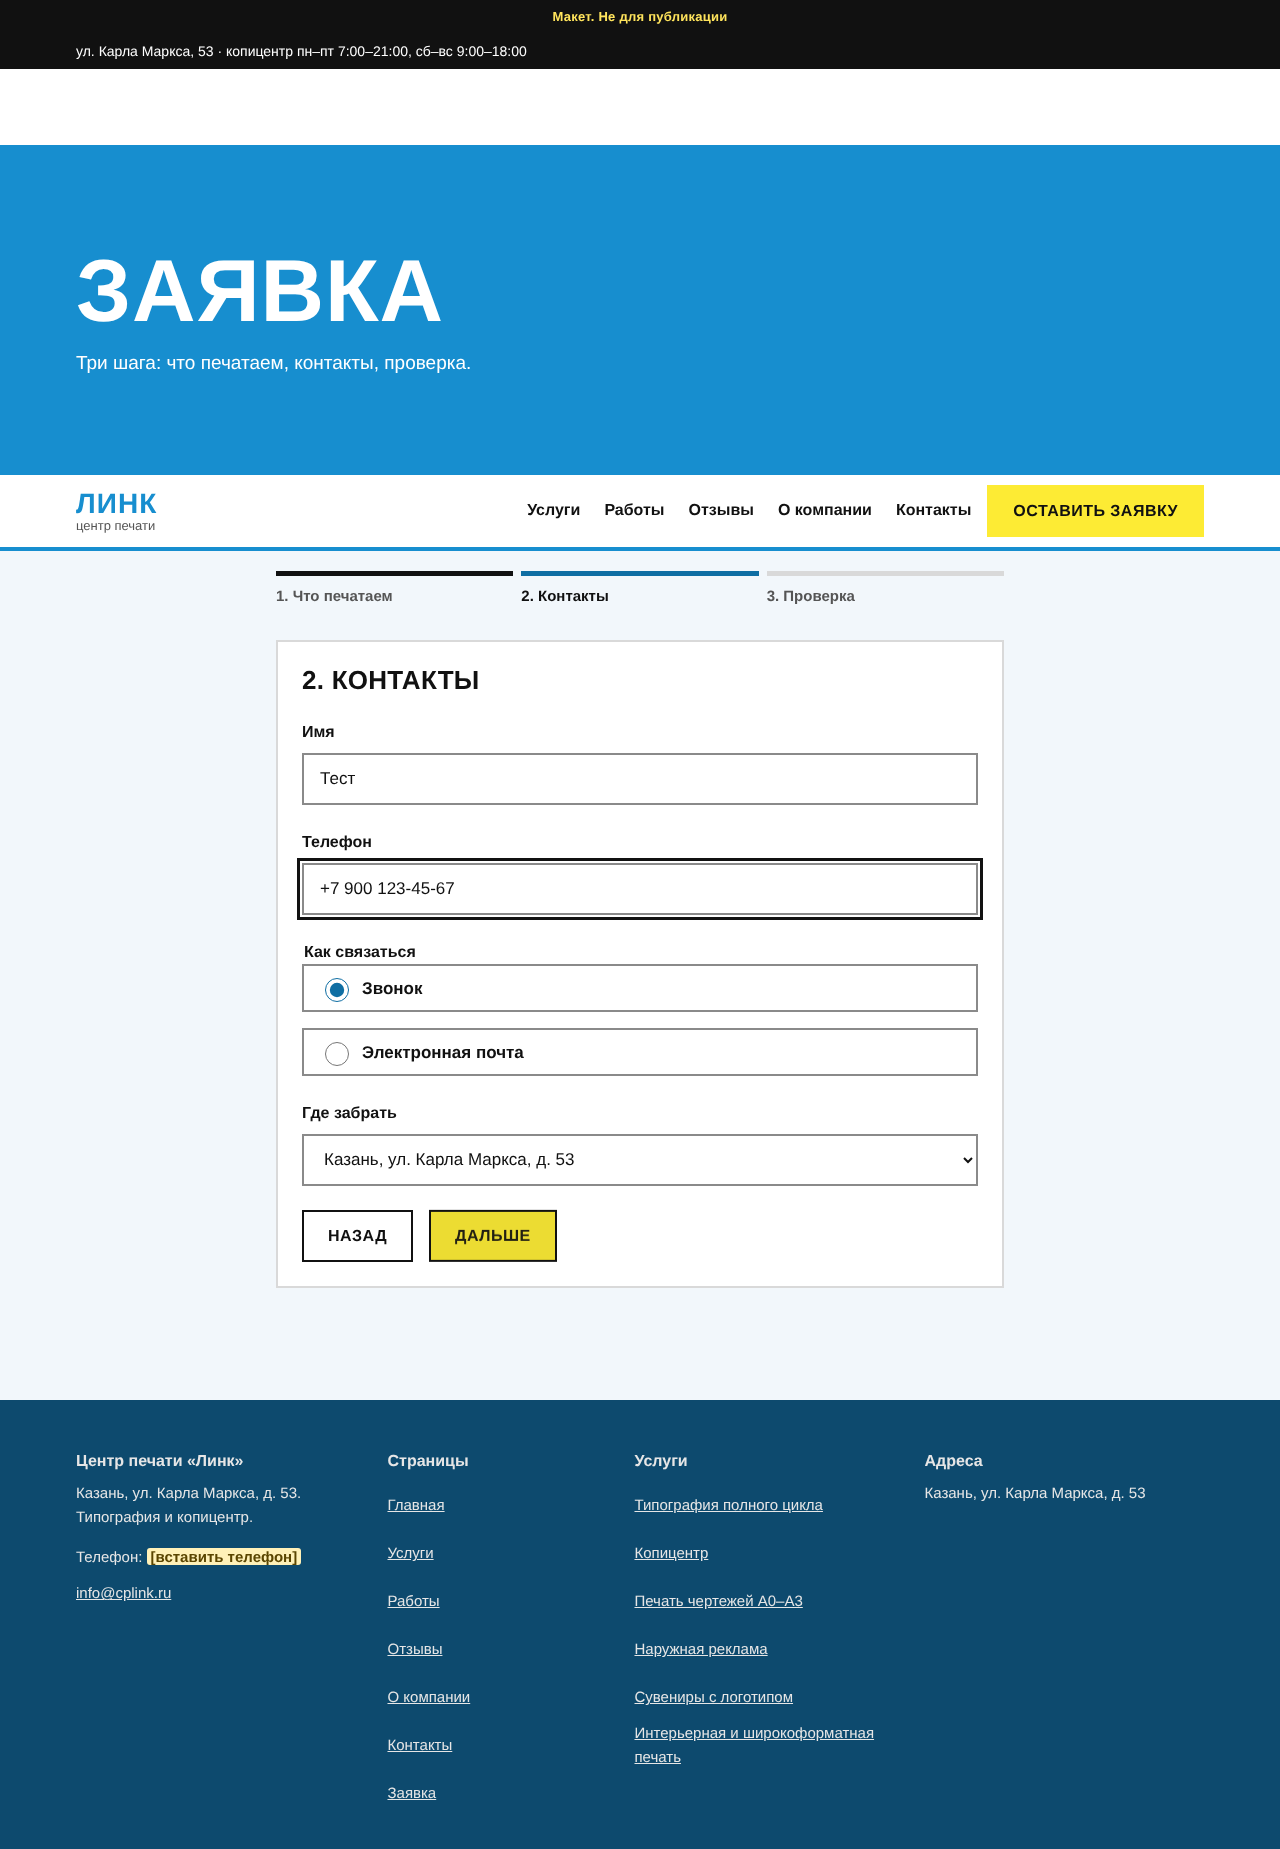 Макет. Не для публикации
ул. Карла Маркса, 53 · копицентр пн–пт 7:00–21:00, сб–вс 9:00–18:00
ЗАЯВКА
Три шага: что печатаем, контакты, проверка.
ЛИНК
центр печати
Услуги Работы Отзывы О компании Контакты ОСТАВИТЬ ЗАЯВКУ
1. Что печатаем 2. Контакты 3. Проверка
2. КОНТАКТЫ
Имя
Тест
Телефон
+7 900 123-45-67
Как связаться
Звонок
Электронная почта
Где забрать
Казань, ул. Карла Маркса, д. 53
НАЗАД ДАЛЬШЕ
Центр печати «Линк»
Казань, ул. Карла Маркса, д. 53.
Типография и копицентр.
Телефон: [вставить телефон]
info@cplink.ru
Страницы
Главная
Услуги
Работы
Отзывы
О компании
Контакты
Заявка
Услуги
Типография полного цикла
Копицентр
Печать чертежей А0–А3
Наружная реклама
Сувениры с логотипом
Интерьерная и широкоформатная
печать
Адреса
Казань, ул. Карла Маркса, д. 53